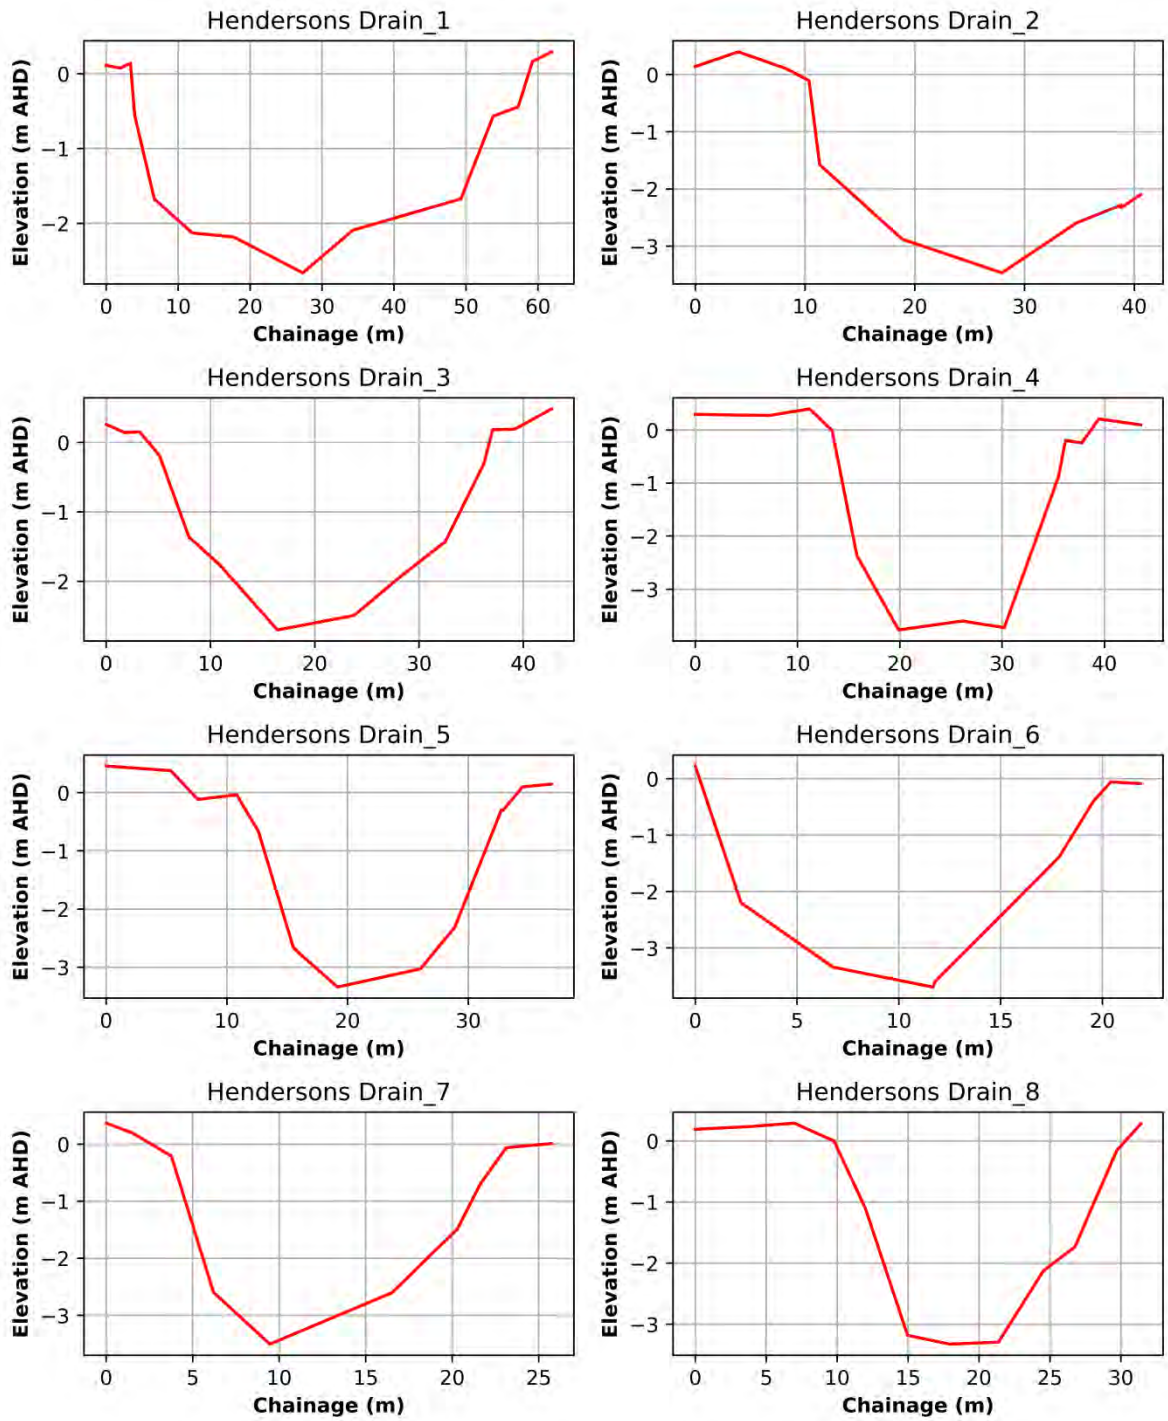 Hendersons Drain_1
Elevation (m AHD)
0
−1
−2
0 10 20 30 40 50 60
Chainage (m)
Hendersons Drain_2
Elevation (m AHD)
0
−1
−2
−3
0 10 20 30 40
Chainage (m)
Hendersons Drain_3
Elevation (m AHD)
0
−1
−2
0 10 20 30 40
Chainage (m)
Hendersons Drain_4
Elevation (m AHD)
0
−1
−2
−3
0 10 20 30 40
Chainage (m)
Hendersons Drain_5
Elevation (m AHD)
0
−1
−2
−3
0 10 20 30
Chainage (m)
Hendersons Drain_6
Elevation (m AHD)
0
−1
−2
−3
0 5 10 15 20
Chainage (m)
Hendersons Drain_7
Elevation (m AHD)
0
−1
−2
−3
0 5 10 15 20 25
Chainage (m)
Hendersons Drain_8
Elevation (m AHD)
0
−1
−2
−3
0 5 10 15 20 25 30
Chainage (m)